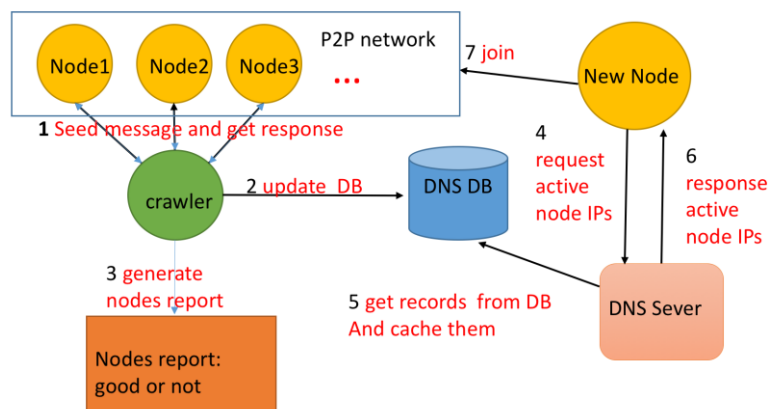 P2P network
Node1
Node2
Node3
...
7 join
New Node
1 Seed message and get response
crawler
2 update DB
DNS DB
4
request
active
node IPs
6
response
active
node IPs
3 generate
nodes report
5 get records from DB
And cache them
DNS Sever
Nodes report:
good or not